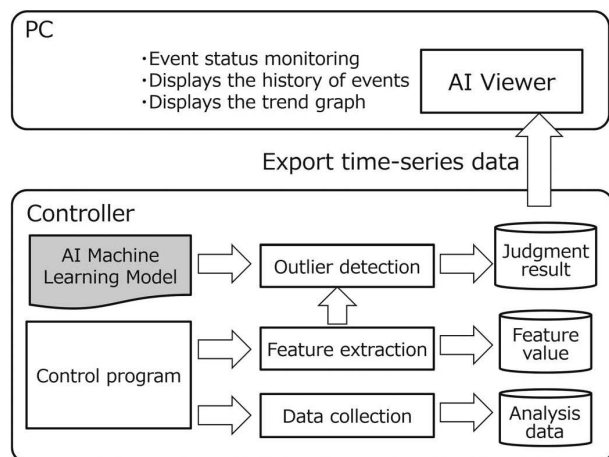 PC
・Event status monitoring
・Displays the history of events
・Displays the trend graph
AI Viewer
Export time-series data
Controller
AI Machine
Learning Model
Outlier detection
Judgment
result
Control program
Feature extraction
Feature
value
Data collection
Analysis
data